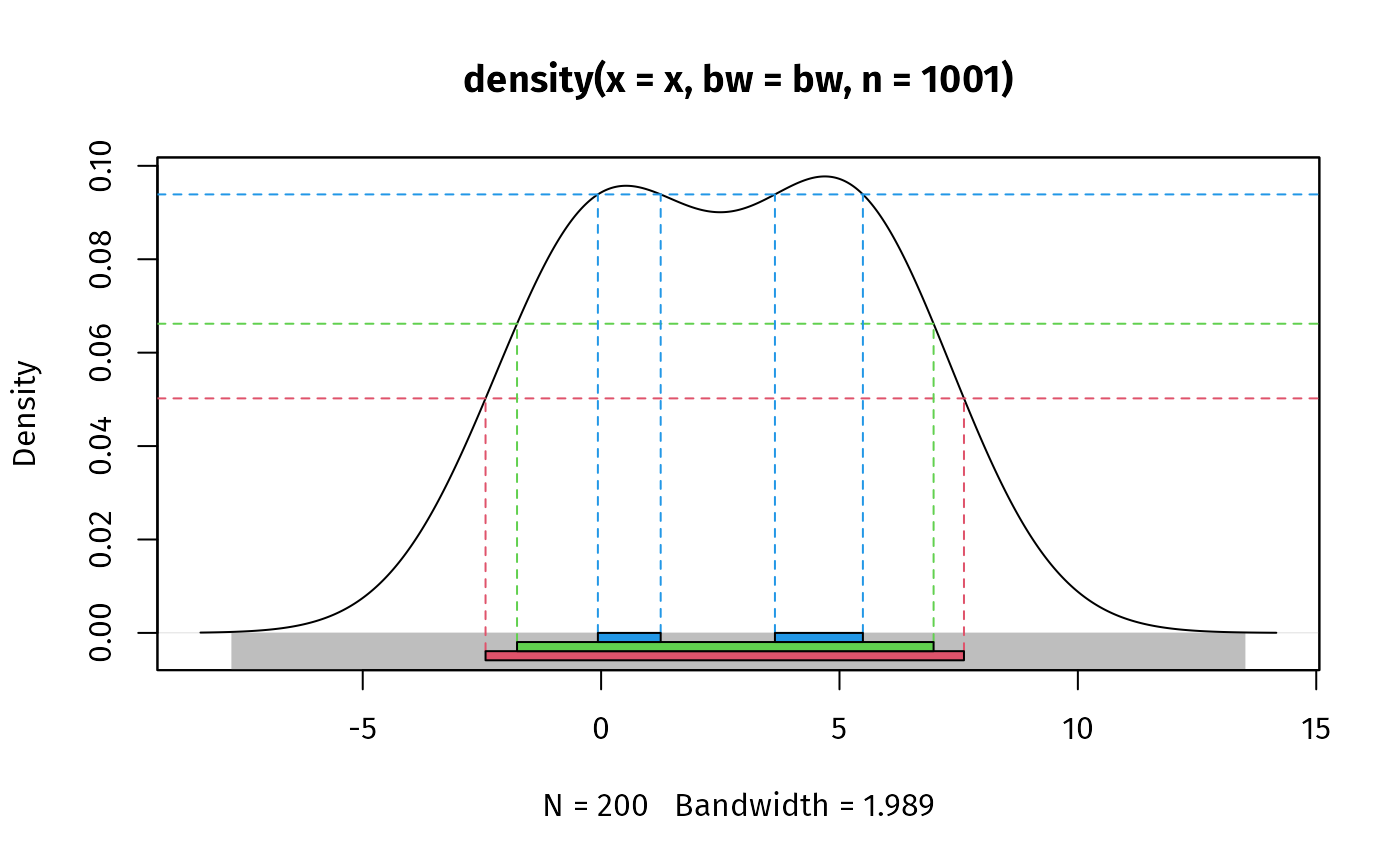 density(x = x, bw = bw, n = 1001)
Density
0.10
0.08
0.06
0.04
0.02
0.00
-5 0 5 10 15
N = 200 Bandwidth = 1.989